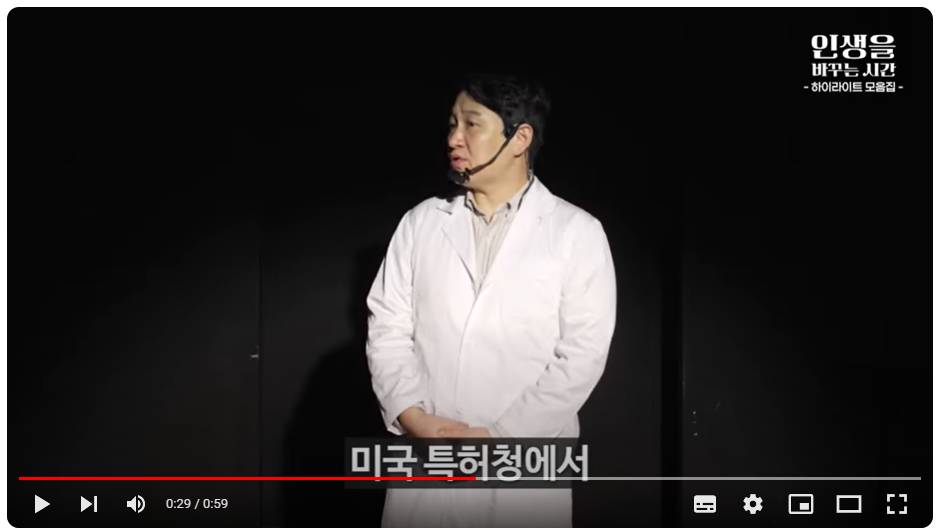 인생을
바꾸는 시간
- 하이라이트 모음집 -
미국 특허청에서
0:29 / 0:59